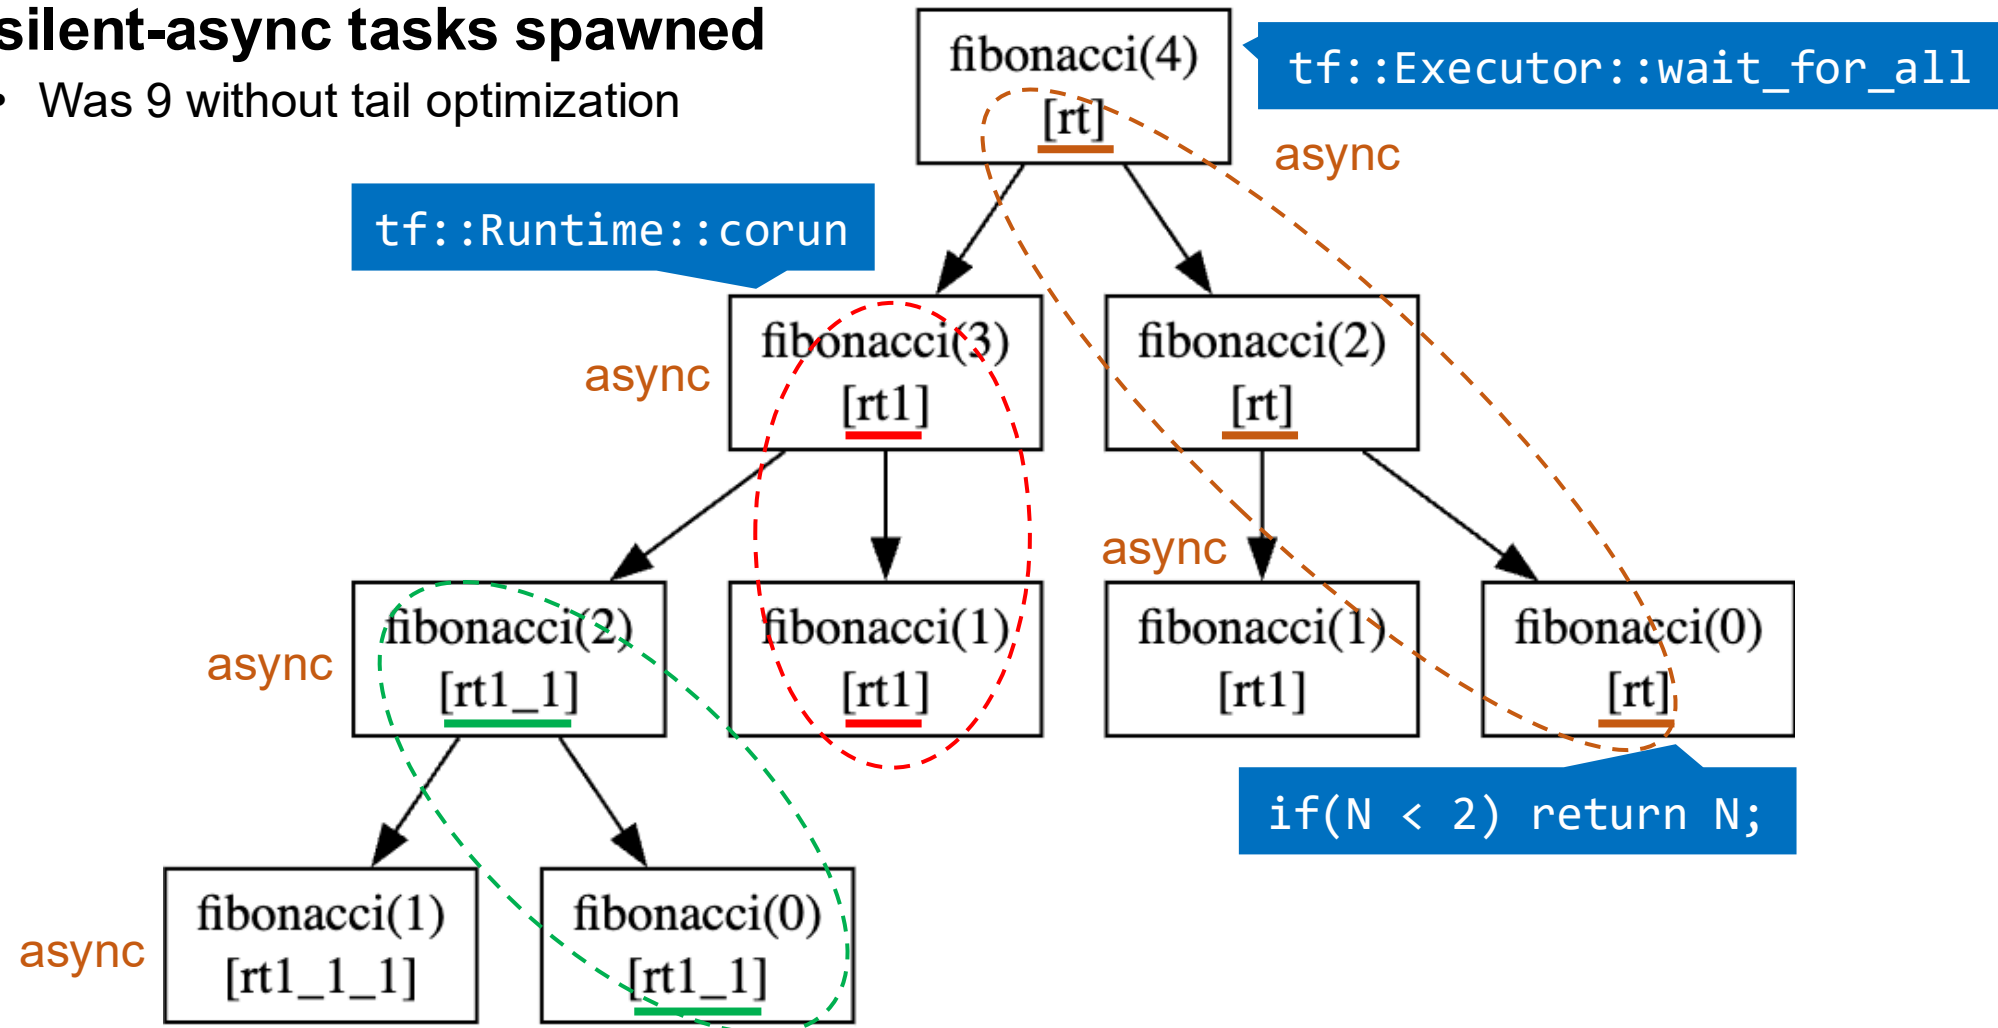 silent-async tasks spawned
• Was 9 without tail optimization
fibonacci(4)
[rt]
tf::Executor::wait_for_all
async
tf::Runtime::corun
async
fibonacci(3)
[rt1]
fibonacci(2)
[rt]
async
async
fibonacci(2)
[rt1_1]
fibonacci(1)
[rt1]
fibonacci(1)
[rt1]
fibonacci(0)
[rt]
if(N < 2) return N;
async
fibonacci(1)
[rt1_1_1]
fibonacci(0)
[rt1_1]